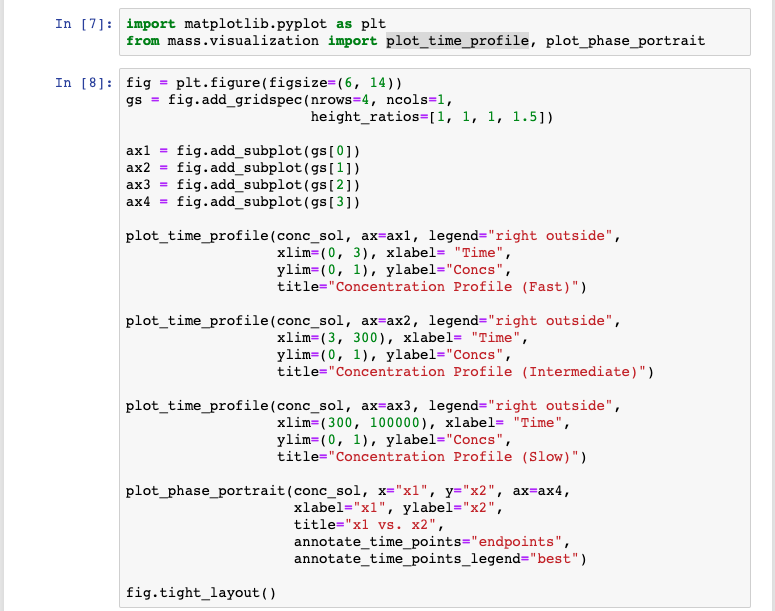 In [7]: import matplotlib.pyplot as plt
from mass.visualization import plot_time_profile, plot_phase_portrait
In [8]: fig = plt.figure(figsize=(6, 14))
gs = fig.add_gridspec(nrows=4, ncols=1,
                      height_ratios=[1, 1, 1, 1.5])

ax1 = fig.add_subplot(gs[0])
ax2 = fig.add_subplot(gs[1])
ax3 = fig.add_subplot(gs[2])
ax4 = fig.add_subplot(gs[3])

plot_time_profile(conc_sol, ax=ax1, legend="right outside",
                  xlim=(0, 3), xlabel= "Time",
                  ylim=(0, 1), ylabel="Concs",
                  title="Concentration Profile (Fast)")

plot_time_profile(conc_sol, ax=ax2, legend="right outside",
                  xlim=(3, 300), xlabel= "Time",
                  ylim=(0, 1), ylabel="Concs",
                  title="Concentration Profile (Intermediate)")

plot_time_profile(conc_sol, ax=ax3, legend="right outside",
                  xlim=(300, 100000), xlabel= "Time",
                  ylim=(0, 1), ylabel="Concs",
                  title="Concentration Profile (Slow)")

plot_phase_portrait(conc_sol, x="x1", y="x2", ax=ax4,
                    xlabel="x1", ylabel="x2",
                    title="x1 vs. x2",
                    annotate_time_points="endpoints",
                    annotate_time_points_legend="best")

fig.tight_layout()